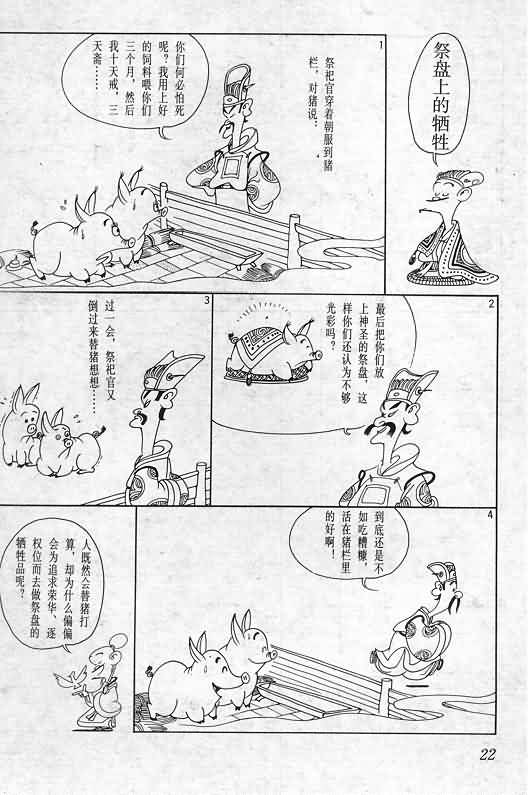 祭盘上的牺牲
1
祭祀官穿着朝服到猪
栏，对猪说：
你们何必怕死
呢？我用上好
的饲料喂你们
三个月，然后
我十天戒，三
天斋……
2
最后把你们放
上神圣的祭盘，这
样你们还认为不够
光彩吗？
3
过一会，祭祀官又
倒过来替猪想想……
4
到底还是不
如吃糟糠，
活在猪栏里
的好啊！
人既然会替猪打
算，却为什么偏偏
会为追求荣华、逐
权位而去做祭盘的
牺牲品呢？
22